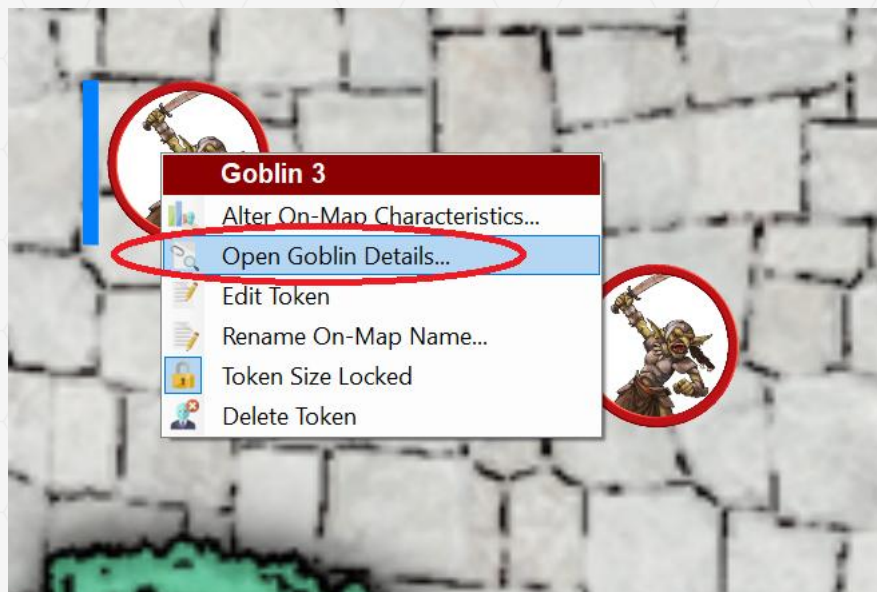 Goblin 3
Alter On-Map Characteristics...
Open Goblin Details...
Edit Token
Rename On-Map Name...
Token Size Locked
Delete Token